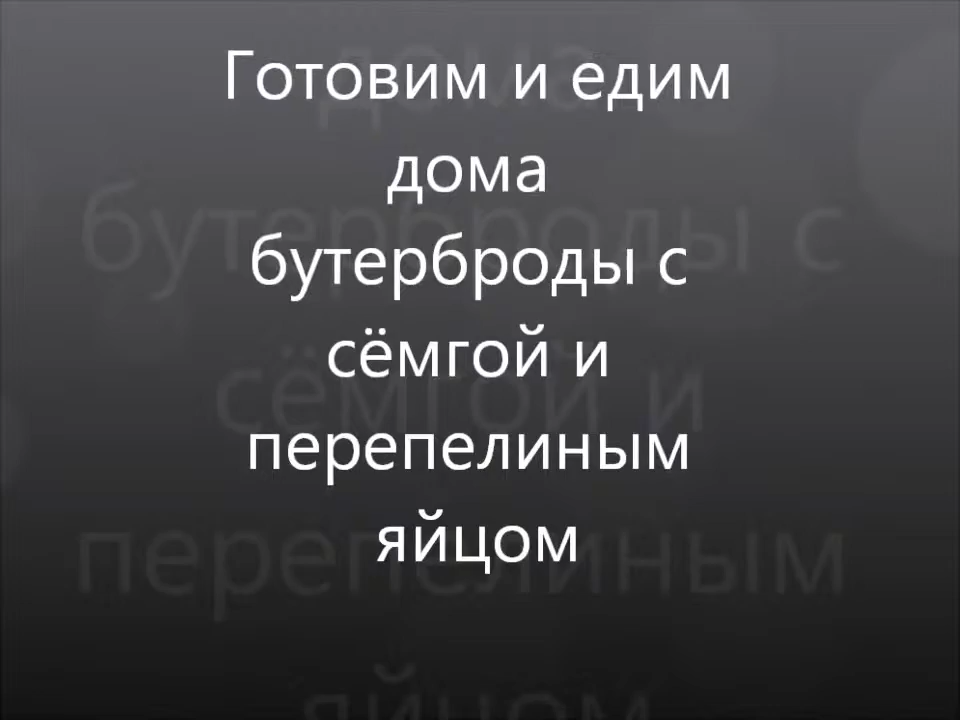 Готовим и едим
дома
бутерброды с
сёмгой и
перепелиным
яйцом